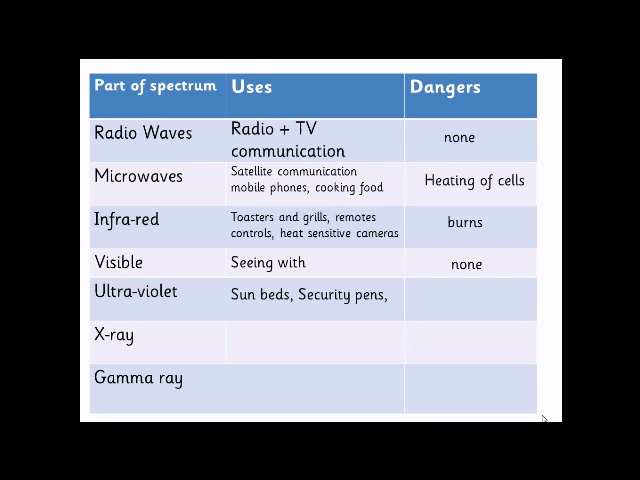 Part of spectrum Uses Dangers
Radio Waves Radio + TV none
communication
Microwaves Satellite communication Heating of cells
mobile phones, cooking food
Infra-red Toasters and grills, remotes burns
controls, heat sensitive cameras
Visible Seeing with none
Ultra-violet Sun beds, Security pens,
X-ray
Gamma ray